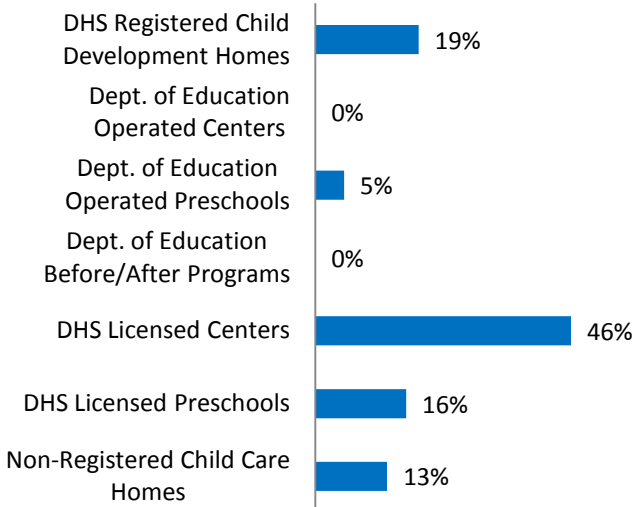 DHS Registered Child
Development Homes
19%
Dept. of Education
Operated Centers
0%
Dept. of Education
Operated Preschools
5%
Dept. of Education
Before/After Programs
0%
DHS Licensed Centers
46%
DHS Licensed Preschools
16%
Non-Registered Child Care
Homes
13%